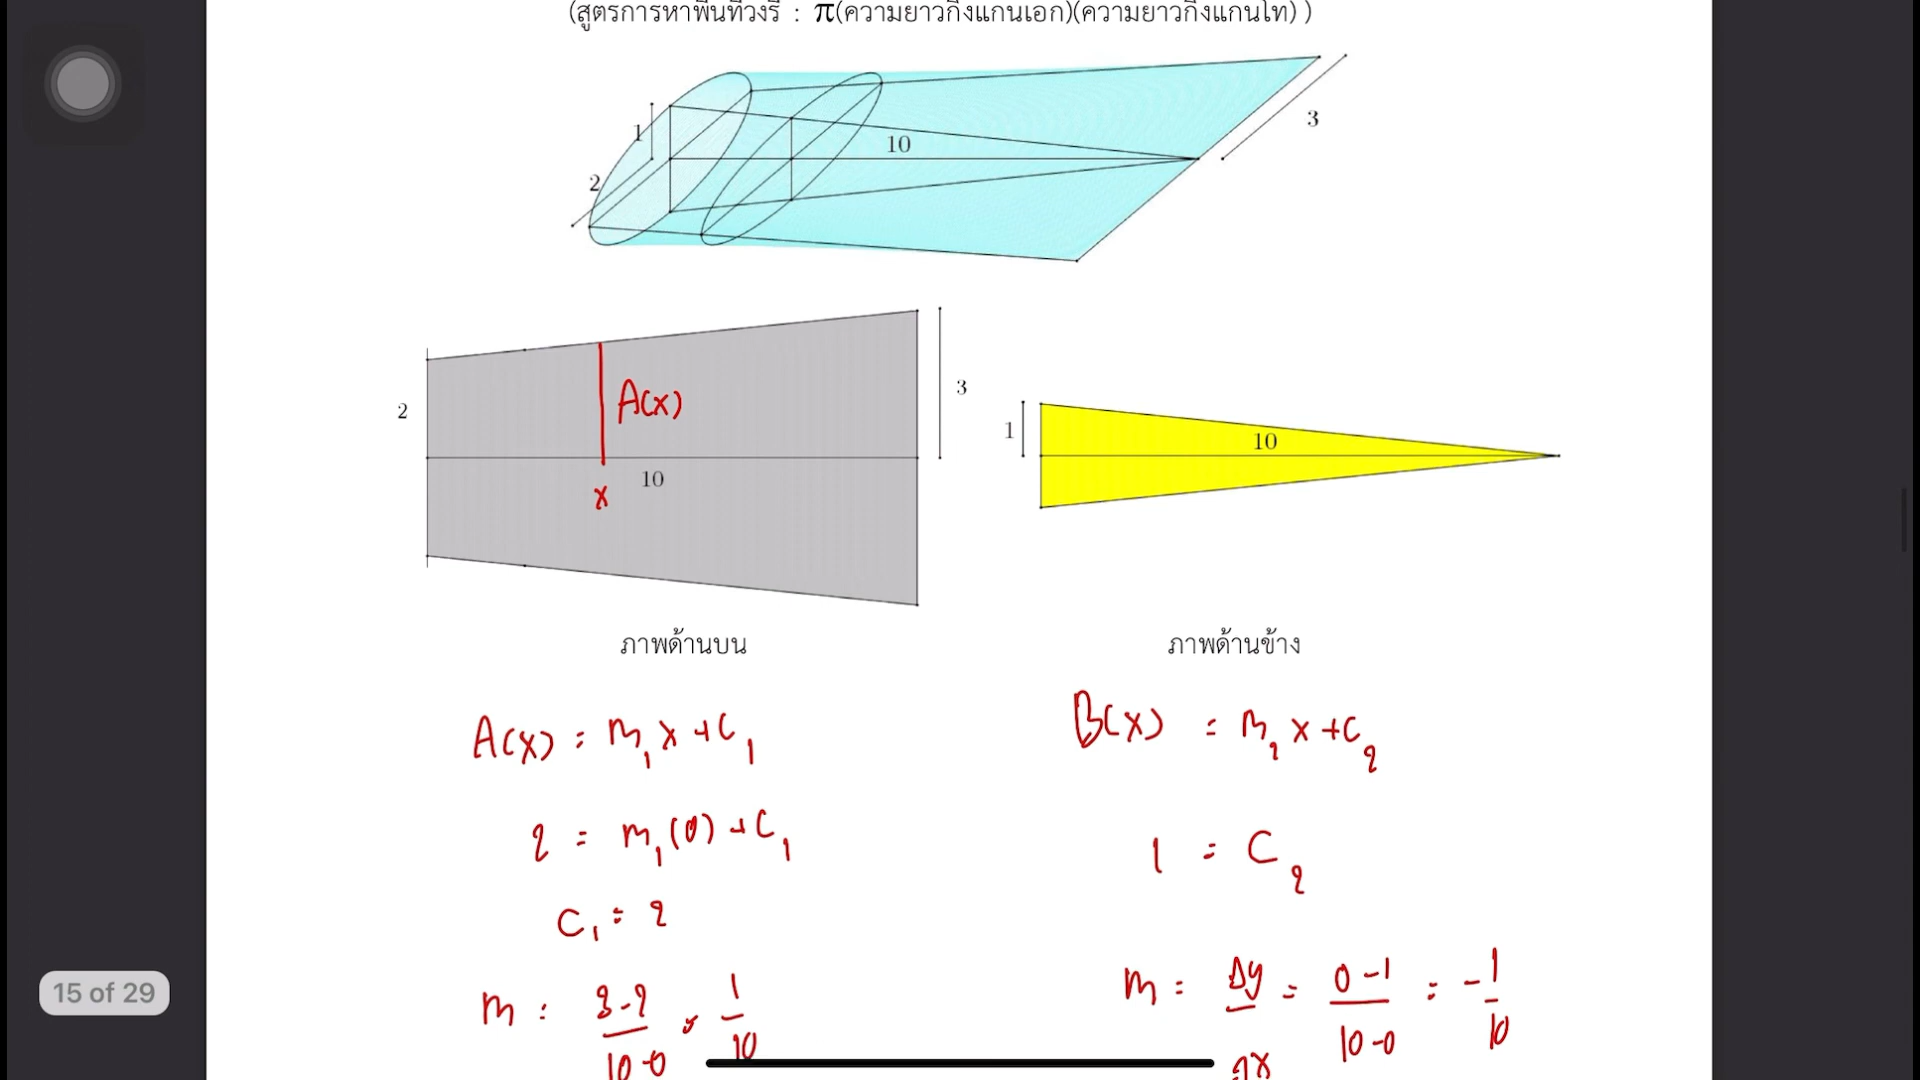 (สูตรการหาพื้นที่วงรี : π(ความยาวกึ่งแกนเอก)(ความยาวกึ่งแกนโท) )
1
2
10
3
2
A(x)
x
10
3
1
10
ภาพด้านบน
ภาพด้านข้าง
A(x) = m₁x + c₁
2 = m₁(0) + c₁
c₁ = 2
m = 3-2 / 10-0 = 1/10
B(x) = m₂x + c₂
1 = c₂
m = Δy/Δx = 0-1 / 10-0 = -1/10
15 of 29